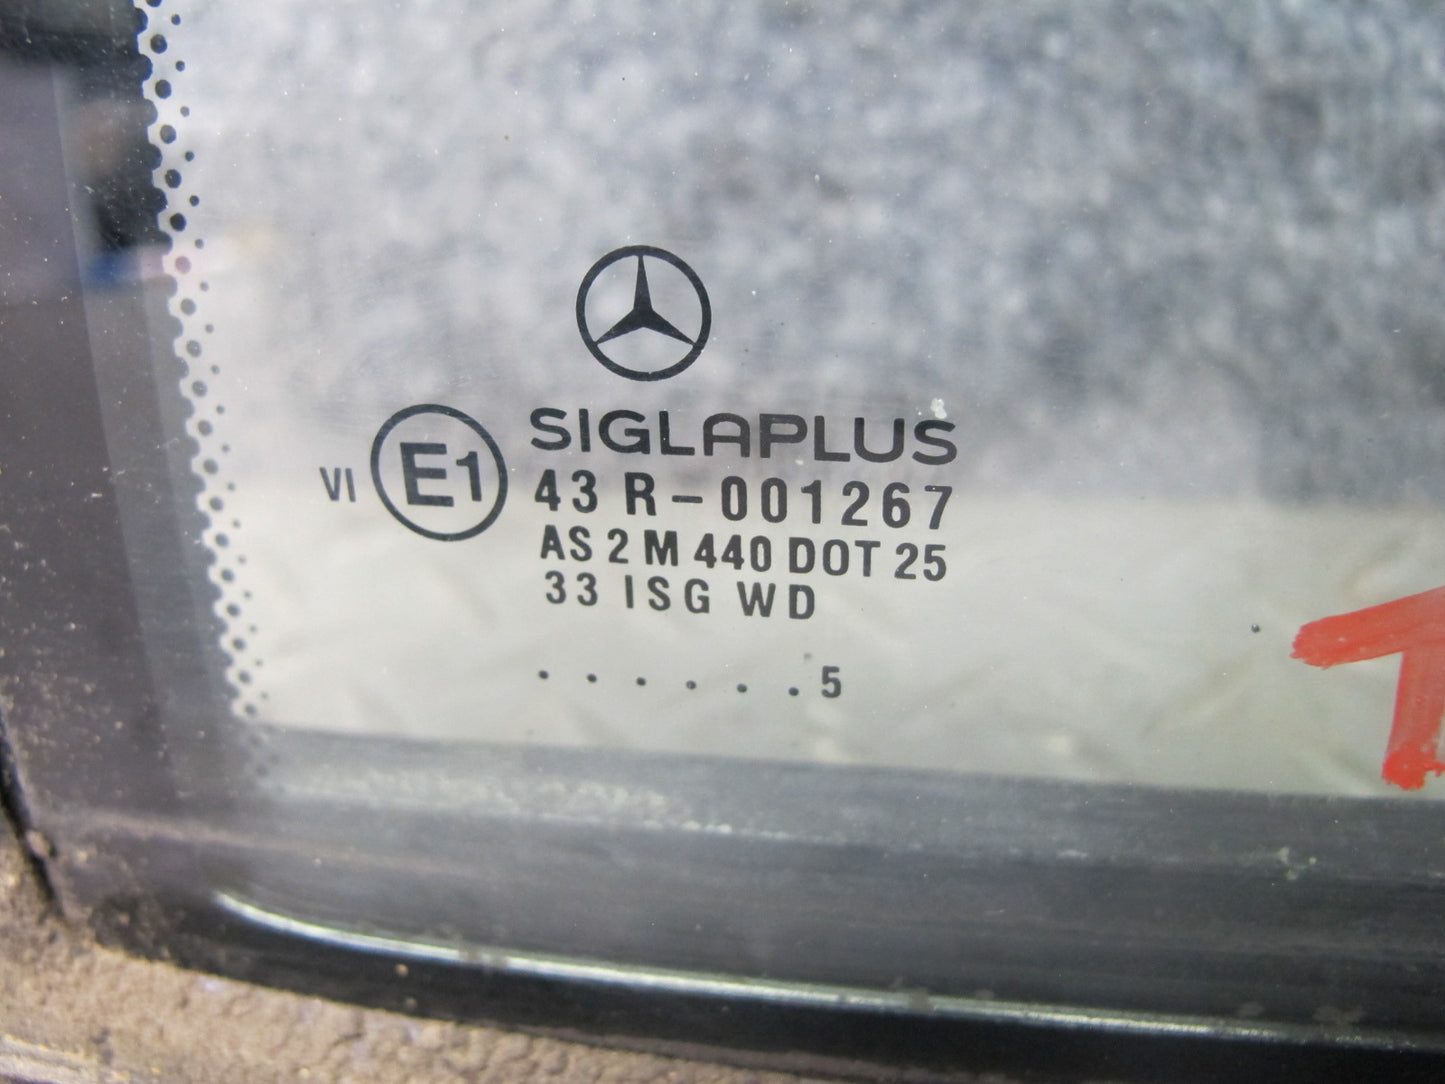 SIGLAPLUS
VI E1 43 R-001267
AS 2 M 440 DOT 25
33 ISG WD
. . . . . . 5